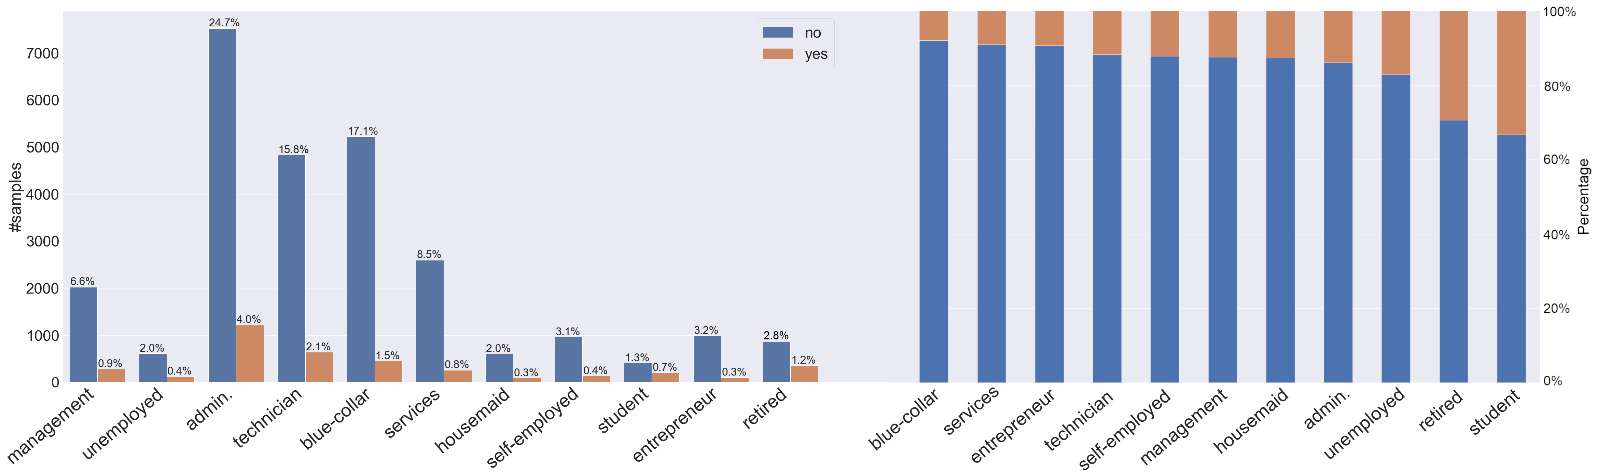 24.7%
no
yes
7000
6000
5000
4000
3000
2000
1000
0
#samples
6.6%
0.9%
2.0%
0.4%
4.0%
15.8%
2.1%
17.1%
1.5%
8.5%
0.8%
2.0%
0.3%
3.1%
0.4%
1.3%
0.7%
3.2%
0.3%
2.8%
1.2%
management
unemployed
admin.
technician
blue-collar
services
housemaid
self-employed
student
entrepreneur
retired
100%
80%
60%
40%
20%
0%
Percentage
blue-collar
services
entrepreneur
technician
self-employed
management
housemaid
admin.
unemployed
retired
student